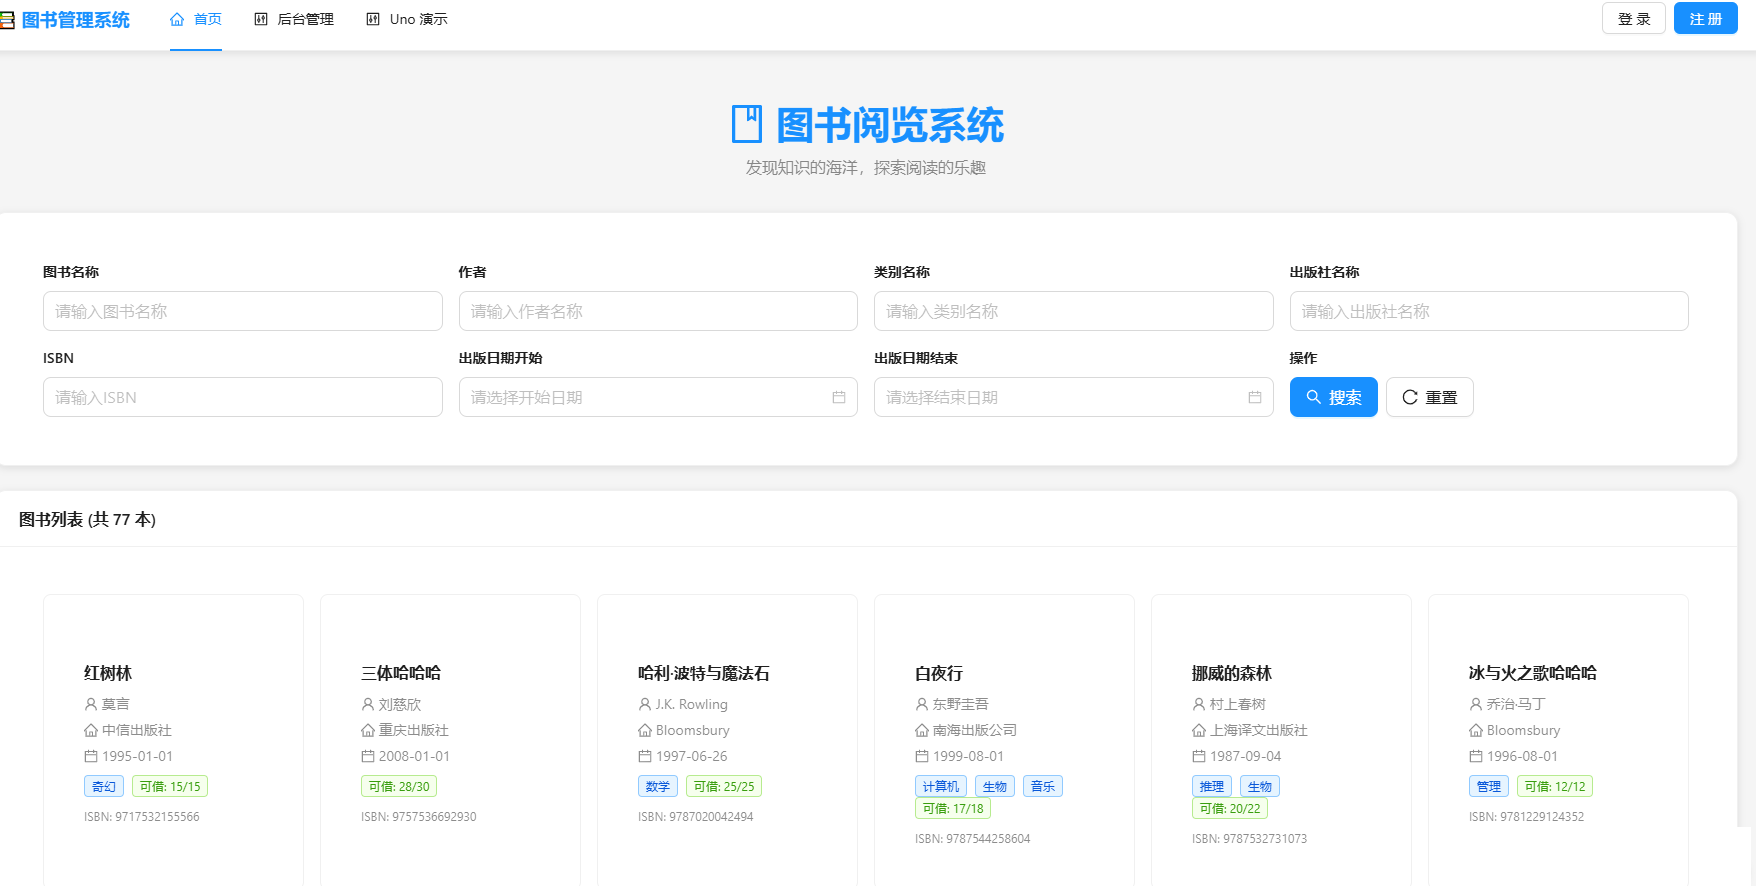 图书管理系统 首页 后台管理 Uno 演示 登 录 注 册
图书阅览系统
发现知识的海洋，探索阅读的乐趣
图书名称 作者 类别名称 出版社名称
请输入图书名称 请输入作者名称 请输入类别名称 请输入出版社名称
ISBN 出版日期开始 出版日期结束 操作
请输入ISBN 请选择开始日期 请选择结束日期 搜索 重置
图书列表 (共 77 本)
红树林
莫言
中信出版社
1995-01-01
奇幻 可借: 15/15
ISBN: 9717532155566
三体哈哈哈
刘慈欣
重庆出版社
2008-01-01
可借: 28/30
ISBN: 9757536692930
哈利·波特与魔法石
J.K. Rowling
Bloomsbury
1997-06-26
数学 可借: 25/25
ISBN: 9787020042494
白夜行
东野圭吾
南海出版公司
1999-08-01
计算机 生物 音乐
可借: 17/18
ISBN: 9787544258604
挪威的森林
村上春树
上海译文出版社
1987-09-04
推理 生物
可借: 20/22
ISBN: 9787532731073
冰与火之歌哈哈哈
乔治·马丁
Bloomsbury
1996-08-01
管理 可借: 12/12
ISBN: 9781229124352